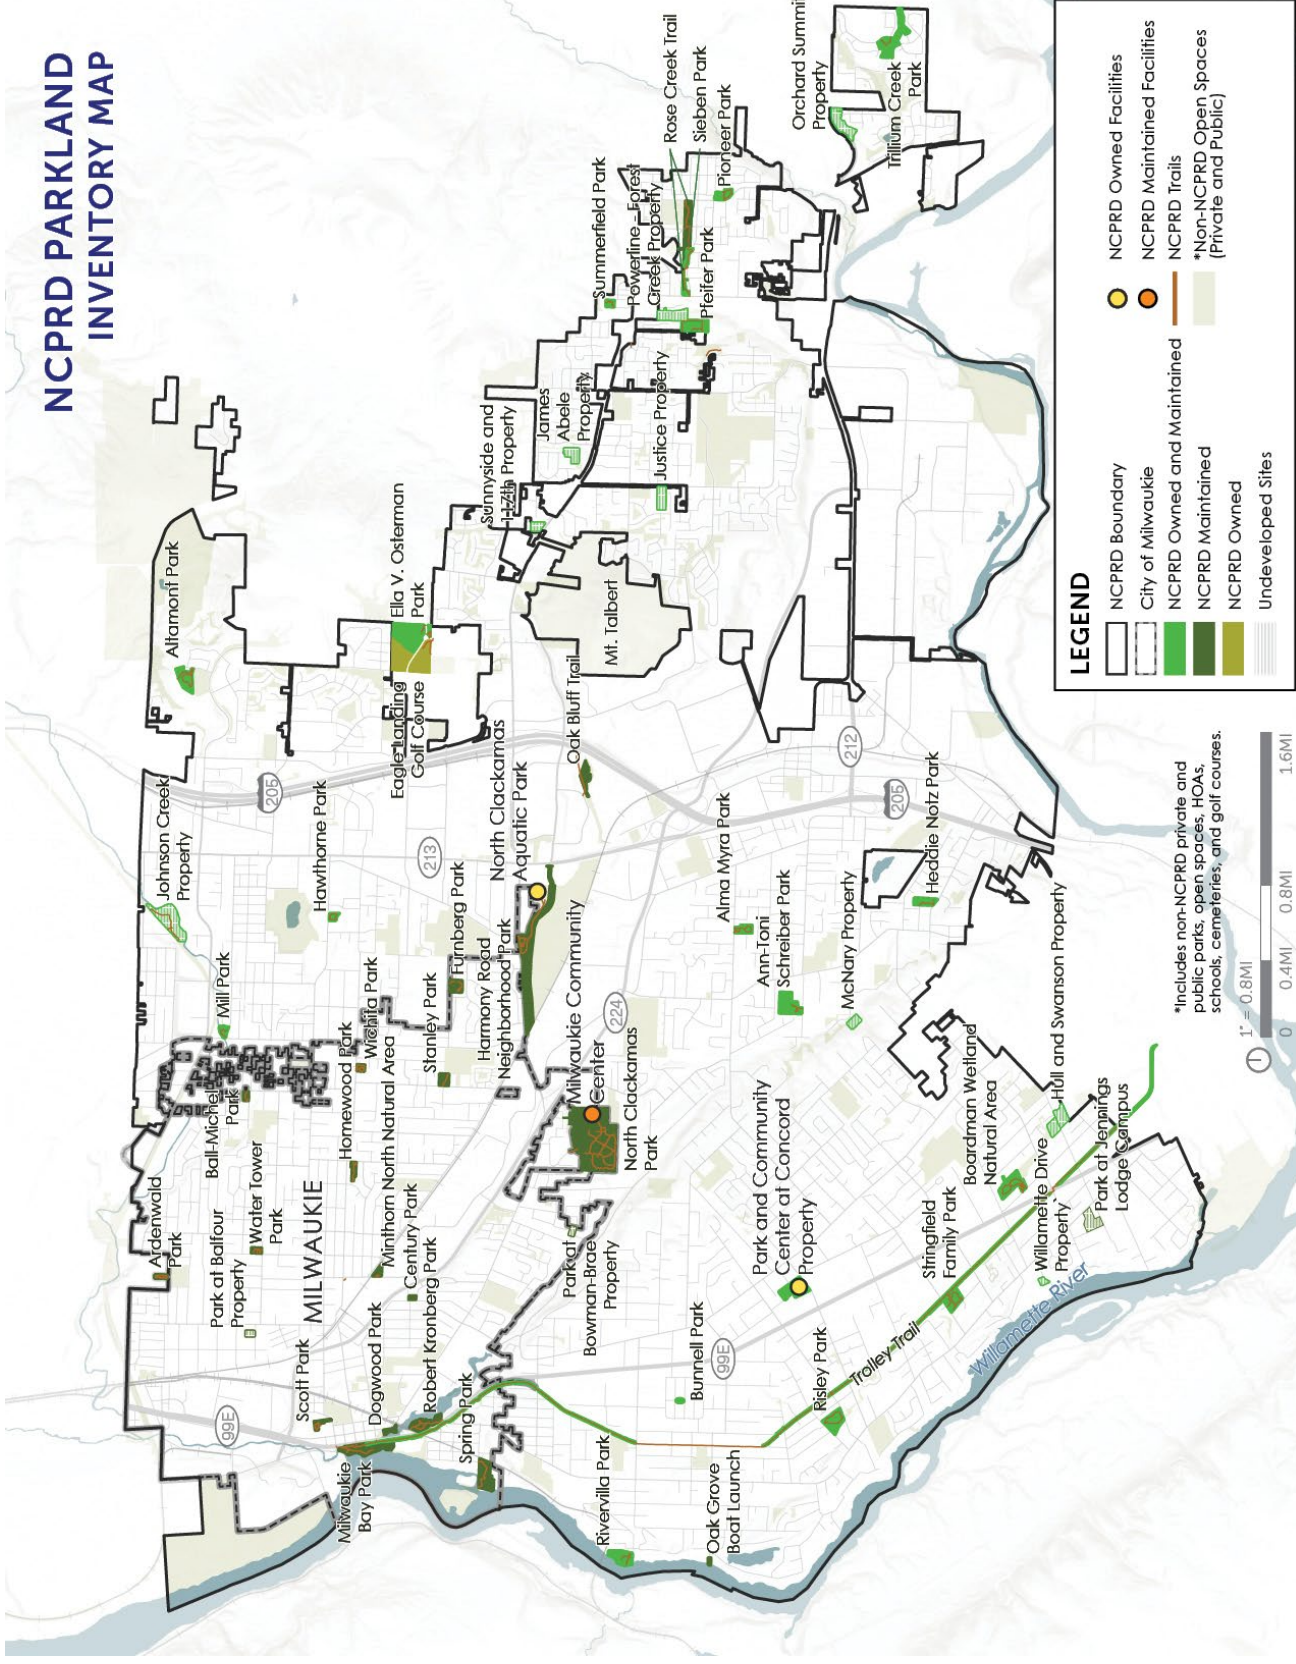 NCPRD PARKLAND
INVENTORY MAP
Altamont Park
Johnson Creek
Property
205
Hawthorne Park
213
Eagle Landing
Golf Course
Ella V. Osterman
Park
North Clackamas
Aquatic Park
Oak Bluff Trail
Sunnyside and
117th Property
James
Abele
Property
Summerfield Park
Powerline - Forest
Creek Property
Rose Creek Trail
Sieben Park
Pioneer Park
Pfeifer Park
Justice Property
Mt. Talbert
Orchard Summi
Property
Trillium Creek
Park
Ardenwald
Park
Mill Park
Ball-Michel
Park
Park at Balfour
Property
Water Tower
Park
MILWAUKIE
Homewood Park
Wichita Park
Minthorn North Natural Area
Stanley Park
Furnberg Park
Century Park
Harmony Road
Neighborhood Park
Milwaukie Community
Center
North Clackamas
Park
224
99E
Scott Park
Dogwood Park
Robert Kronberg Park
Milwaukie
Bay Park
Spring Park
Park at
Bowman-Brae
Property
Rivervilla Park
Oak Grove
Boat Launch
Bunnell Park
99E
Park and Community
Center at Concord
Property
Alma Myra Park
Ann-Toni
Schreiber Park
McNary Property
212
205
Heddie Notz Park
Risley Park
Trolley Trail
Stringfield
Family Park
Boardman Wetland
Natural Area
Hull and Swanson Property
Willamette Drive
Property
Park at Jennings
Lodge Campus
Willamette River
LEGEND
NCPRD Boundary
City of Milwaukie
NCPRD Owned and Maintained
NCPRD Maintained
NCPRD Owned
Undeveloped Sites
NCPRD Owned Facilities
NCPRD Maintained Facilities
NCPRD Trails
*Non-NCPRD Open Spaces
(Private and Public)
*Includes non-NCPRD private and
public parks, open spaces, HOAs,
schools, cemeteries, and golf courses.
1" = 0.8MI
0 0.4MI 0.8MI 1.6MI